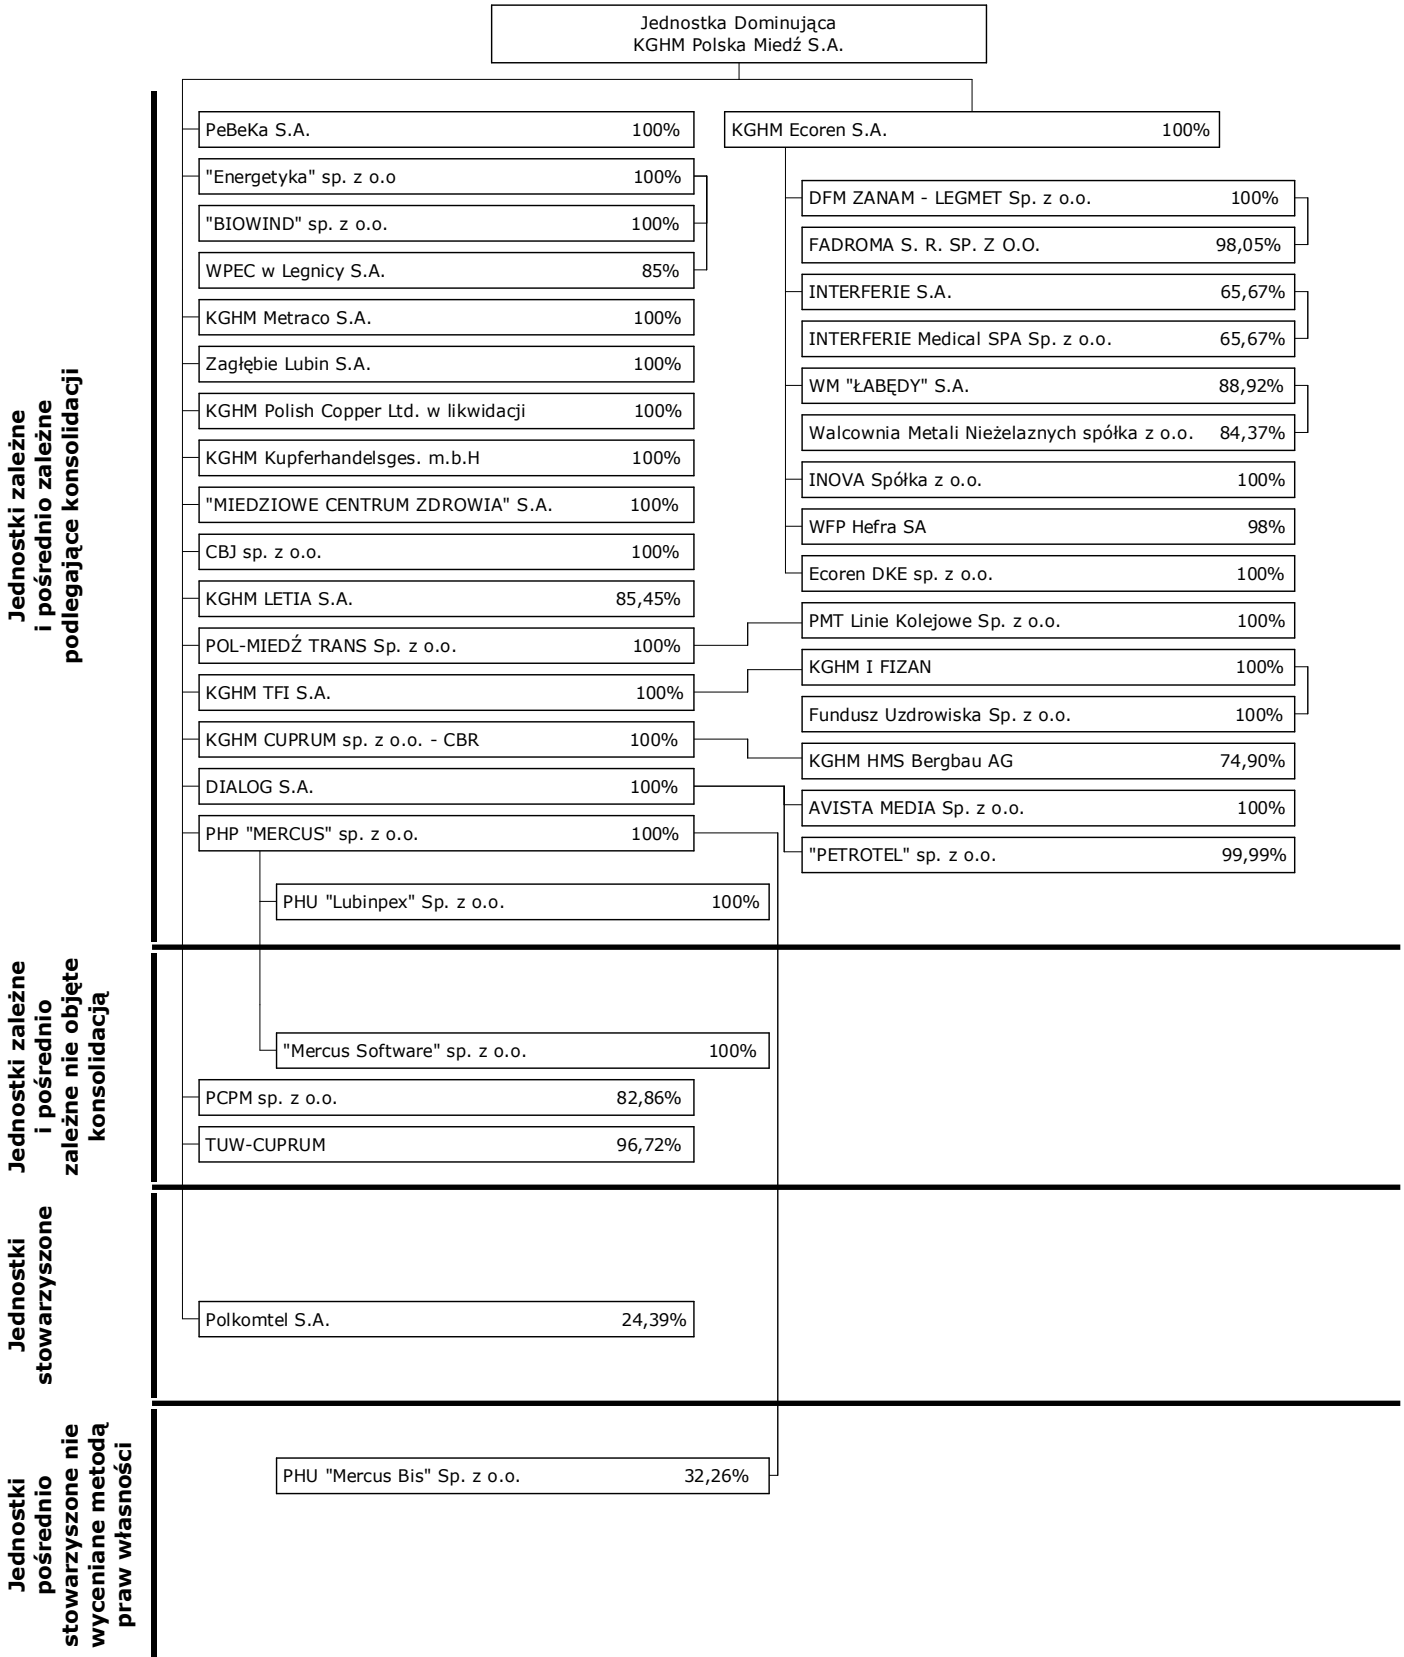 Jednostka Dominująca
KGHM Polska Miedź S.A.
Jednostki zależne
i pośrednio zależne
podlegające konsolidacji
PeBeKa S.A. 100%
"Energetyka" sp. z o.o 100%
"BIOWIND" sp. z o.o. 100%
WPEC w Legnicy S.A. 85%
KGHM Metraco S.A. 100%
Zagłębie Lubin S.A. 100%
KGHM Polish Copper Ltd. w likwidacji 100%
KGHM Kupferhandelsges. m.b.H 100%
"MIEDZIOWE CENTRUM ZDROWIA" S.A. 100%
CBJ sp. z o.o. 100%
KGHM LETIA S.A. 85,45%
POL-MIEDŹ TRANS Sp. z o.o. 100%
KGHM TFI S.A. 100%
KGHM CUPRUM sp. z o.o. - CBR 100%
DIALOG S.A. 100%
PHP "MERCUS" sp. z o.o. 100%
PHU "Lubinpex" Sp. z o.o. 100%
KGHM Ecoren S.A. 100%
DFM ZANAM - LEGMET Sp. z o.o. 100%
FADROMA S. R. SP. Z O.O. 98,05%
INTERFERIE S.A. 65,67%
INTERFERIE Medical SPA Sp. z o.o. 65,67%
WM "ŁABĘDY" S.A. 88,92%
Walcownia Metali Nieżelaznych spółka z o.o. 84,37%
INOVA Spółka z o.o. 100%
WFP Hefra SA 98%
Ecoren DKE sp. z o.o. 100%
PMT Linie Kolejowe Sp. z o.o. 100%
KGHM I FIZAN 100%
Fundusz Uzdrowiska Sp. z o.o. 100%
KGHM HMS Bergbau AG 74,90%
AVISTA MEDIA Sp. z o.o. 100%
"PETROTEL" sp. z o.o. 99,99%
Jednostki zależne
i pośrednio
zależne nie objęte
konsolidacją
"Mercus Software" sp. z o.o. 100%
PCPM sp. z o.o. 82,86%
TUW-CUPRUM 96,72%
Jednostki
stowarzyszone
Polkomtel S.A. 24,39%
Jednostki
pośrednio
stowarzyszone nie
wyceniane metodą
praw własności
PHU "Mercus Bis" Sp. z o.o. 32,26%